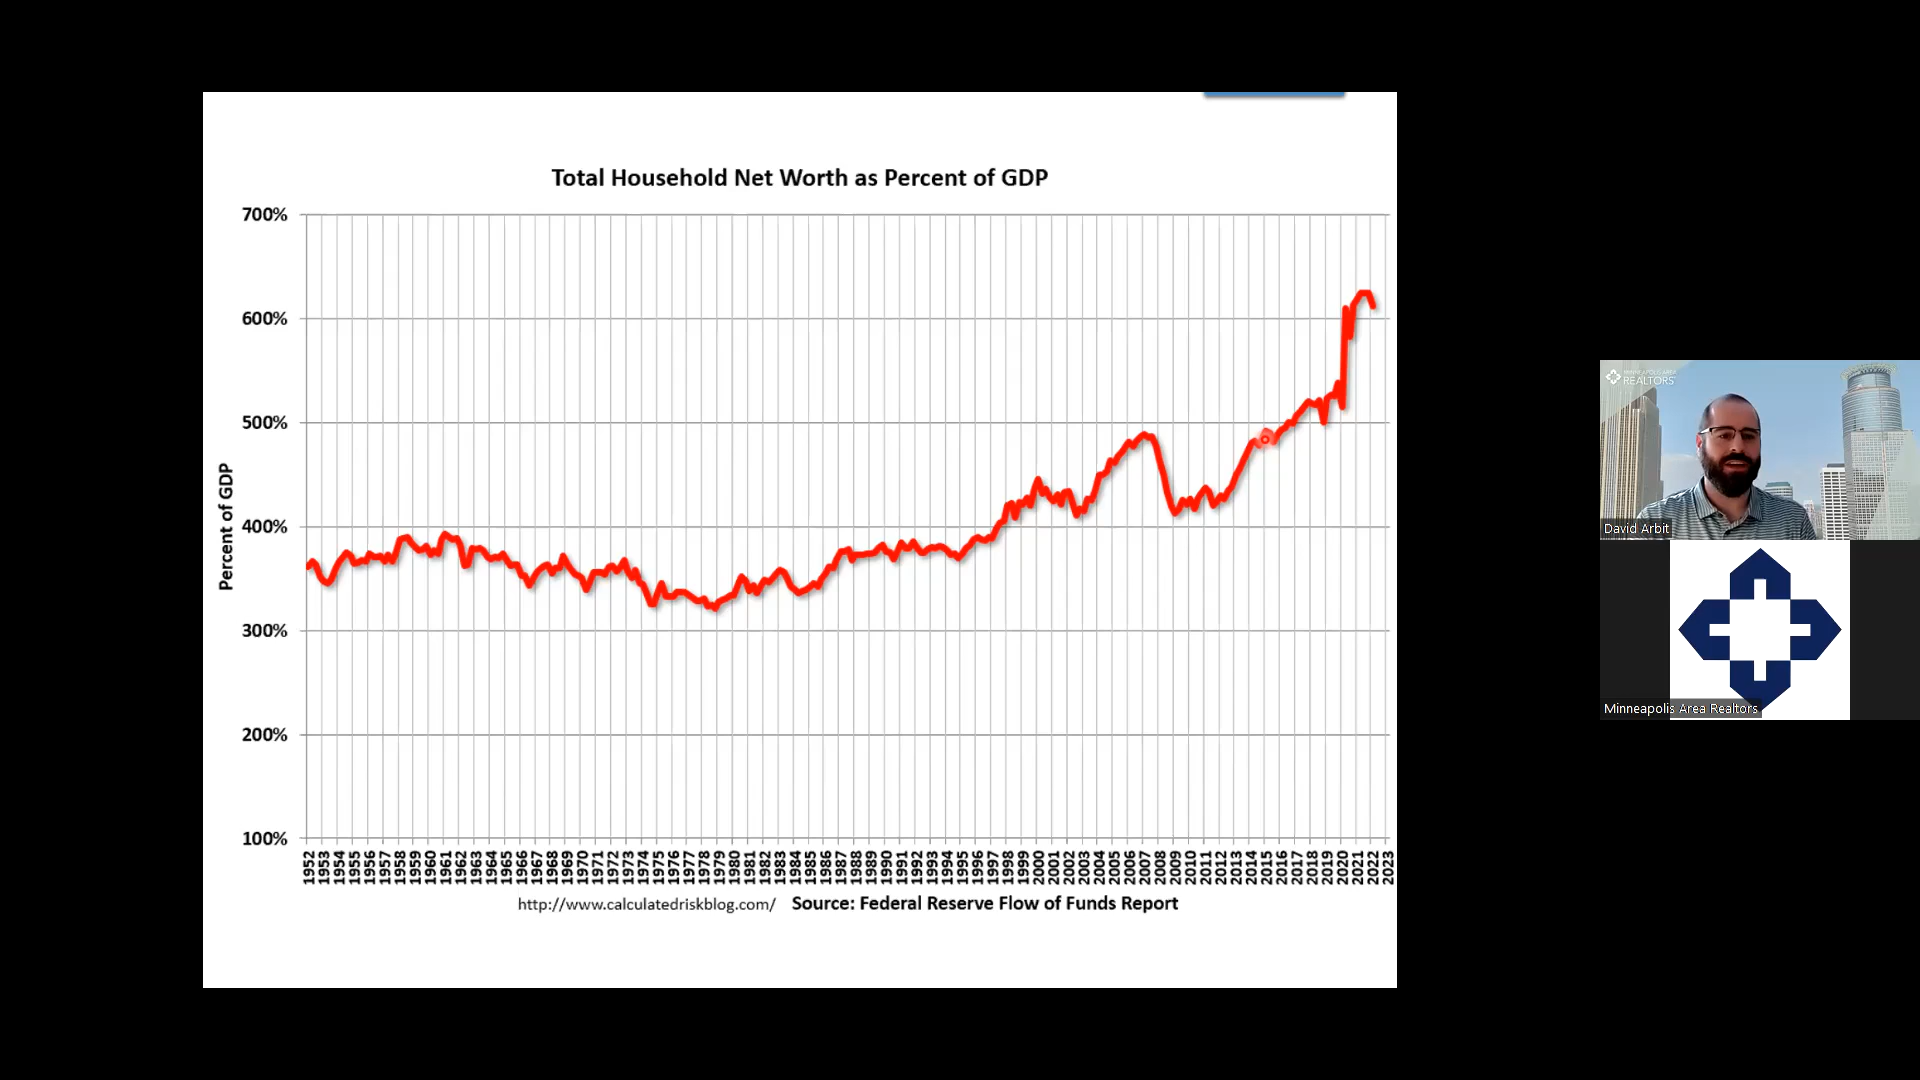 Total Household Net Worth as Percent of GDP
700%
600%
500%
400%
300%
200%
100%
Percent of GDP
1952 1953 1954 1955 1956 1957 1958 1959 1960 1961 1962 1963 1964 1965 1966 1967 1968 1969 1970 1971 1972 1973 1974 1975 1976 1977 1978 1979 1980 1981 1982 1983 1984 1985 1986 1987 1988 1989 1990 1991 1992 1993 1994 1995 1996 1997 1998 1999 2000 2001 2002 2003 2004 2005 2006 2007 2008 2009 2010 2011 2012 2013 2014 2015 2016 2017 2018 2019 2020 2021 2022 2023
http://www.calculatedriskblog.com/ Source: Federal Reserve Flow of Funds Report
MINNEAPOLIS AREA
REALTORS
David Arbit
Minneapolis Area Realtors